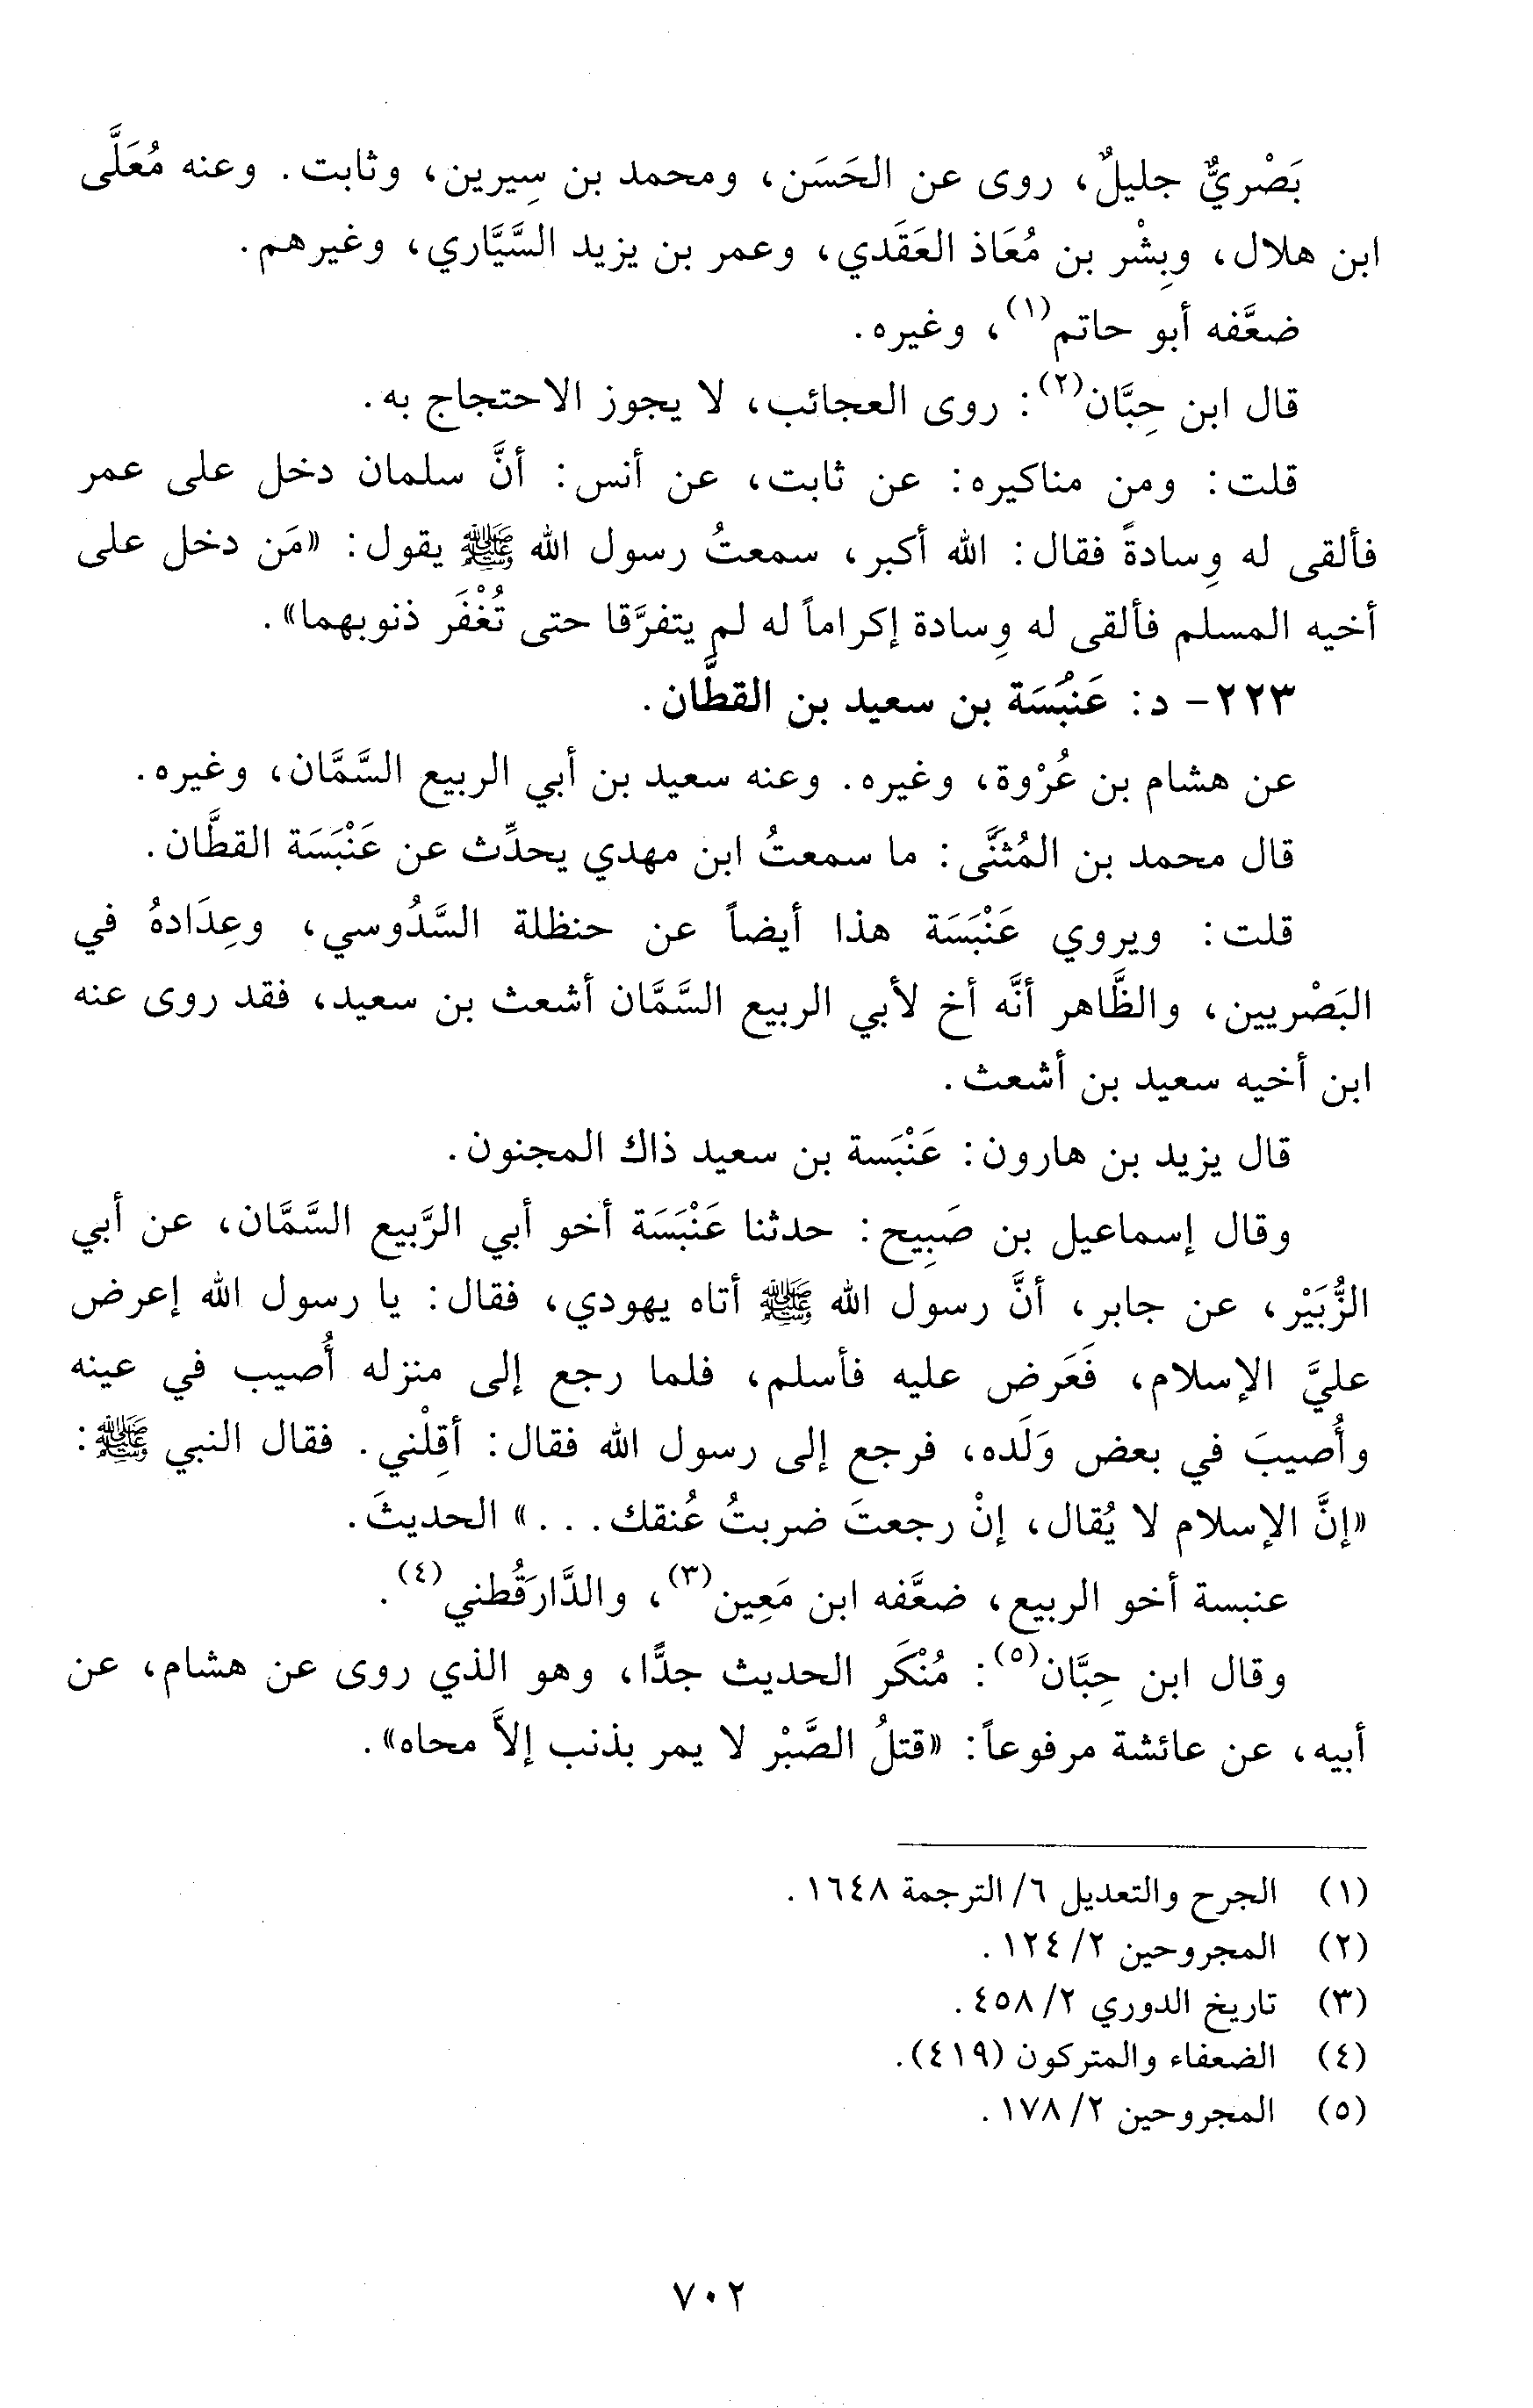 بَصْريٌّ جليلٌ، روى عن الحَسَن، ومحمد بن سِيرين، وثابت. وعنه مُعَلَّى
ابن هلال، وبِشْر بن مُعَاذ العَقَدي، وعمر بن يزيد السَّيَّاري، وغيرهم.
ضعَّفه أبو حاتم(١)، وغيره.
قال ابن حِبَّان(٢): روى العجائب، لا يجوز الاحتجاج به.
قلت: ومن مناكيره: عن ثابت، عن أنس: أنَّ سلمان دخل على عمر
فألقى له وِسادةً فقال: الله أكبر، سمعتُ رسول الله ﷺ يقول: «مَن دخل على
أخيه المسلم فألقى له وِسادة إكراماً له لم يتفرَّقا حتى تُغْفَر ذنوبهما».
٢٢٣- د: عَنْبُسَة بن سعيد بن القطَّان.
عن هشام بن عُرْوة، وغيره. وعنه سعيد بن أبي الربيع السَّمَّان، وغيره.
قال محمد بن المُثنَّى: ما سمعتُ ابن مهدي يحدِّث عن عَنْبَسَة القطَّان.
قلت: ويروي عَنْبَسَة هذا أيضاً عن حنظلة السَّدُوسي، وعِدَادهُ في
البَصْريين، والظَّاهر أنَّه أخ لأبي الربيع السَّمَّان أشعث بن سعيد، فقد روى عنه
ابن أخيه سعيد بن أشعث.
قال يزيد بن هارون: عَنْبَسة بن سعيد ذاك المجنون.
وقال إسماعيل بن صَبِيح: حدثنا عَنْبَسَة أخو أبي الرَّبيع السَّمَّان، عن أبي
الزُّبَيْر، عن جابر، أنَّ رسول الله ﷺ أتاه يهودي، فقال: يا رسول الله إعرض
عليَّ الإسلام، فَعَرض عليه فأسلم، فلما رجع إلى منزله أُصيب في عينه
وأُصيبَ في بعض وَلَده، فرجع إلى رسول الله فقال: أقِلْني. فقال النبي ﷺ:
«إنَّ الإسلام لا يُقال، إنْ رجعتَ ضربتُ عُنقك...» الحديثَ.
عنبسة أخو الربيع، ضعَّفه ابن مَعِين(٣)، والدَّارَقُطني(٤).
وقال ابن حِبَّان(٥): مُنْكَر الحديث جدًّا، وهو الذي روى عن هشام، عن
أبيه، عن عائشة مرفوعاً: «قتلُ الصَّبْر لا يمر بذنب إلاَّ محاه».
(١) الجرح والتعديل ٦/ الترجمة ١٦٤٨.
(٢) المجروحين ٢/ ١٢٤.
(٣) تاريخ الدوري ٢/ ٤٥٨.
(٤) الضعفاء والمتركون (٤١٩).
(٥) المجروحين ٢/ ١٧٨.
٧٠٢